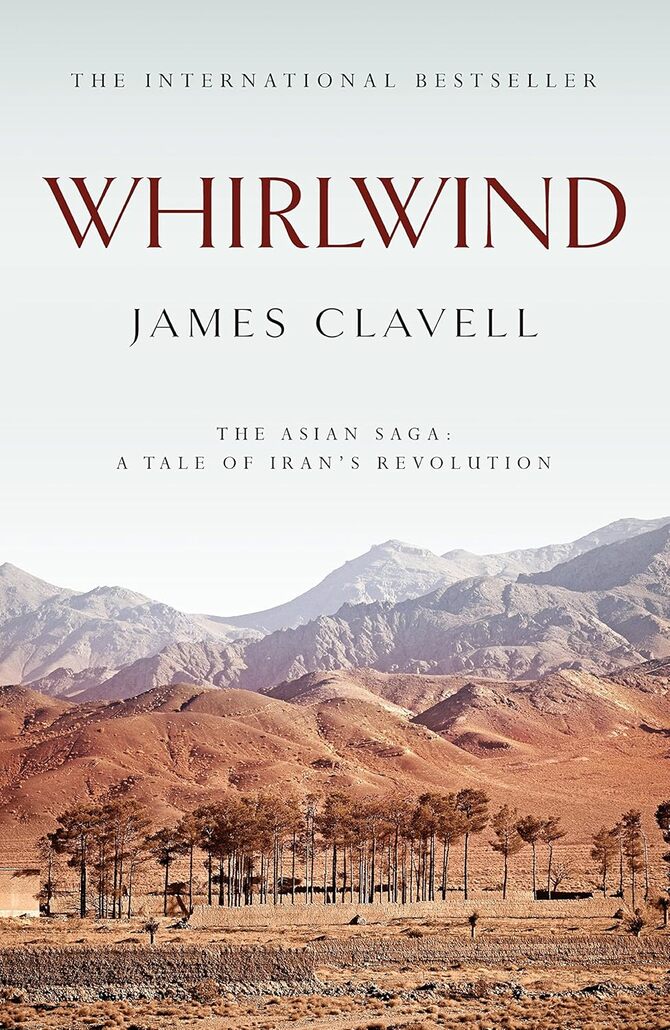 THE INTERNATIONAL BESTSELLER
WHIRLWIND
JAMES CLAVELL
THE ASIAN SAGA:
A TALE OF IRAN'S REVOLUTION